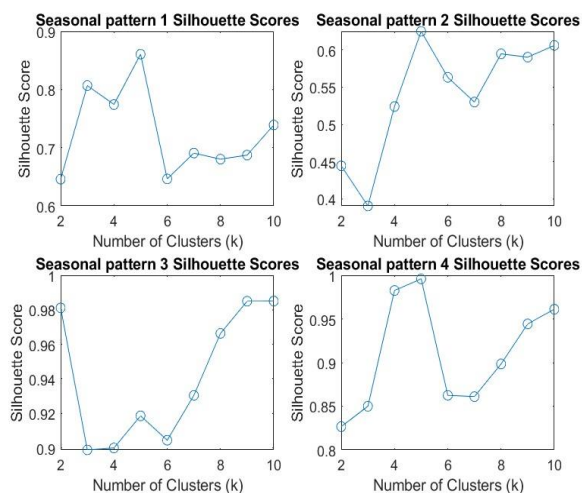 Seasonal pattern 1 Silhouette Scores
0.9
0.8
0.7
0.6
Silhouette Score
2 4 6 8 10
Number of Clusters (k)
Seasonal pattern 2 Silhouette Scores
0.6
0.55
0.5
0.45
0.4
Silhouette Score
2 4 6 8 10
Number of Clusters (k)
Seasonal pattern 3 Silhouette Scores
1
0.98
0.96
0.94
0.92
0.9
Silhouette Score
2 4 6 8 10
Number of Clusters (k)
Seasonal pattern 4 Silhouette Scores
1
0.95
0.9
0.85
0.8
Silhouette Score
2 4 6 8 10
Number of Clusters (k)